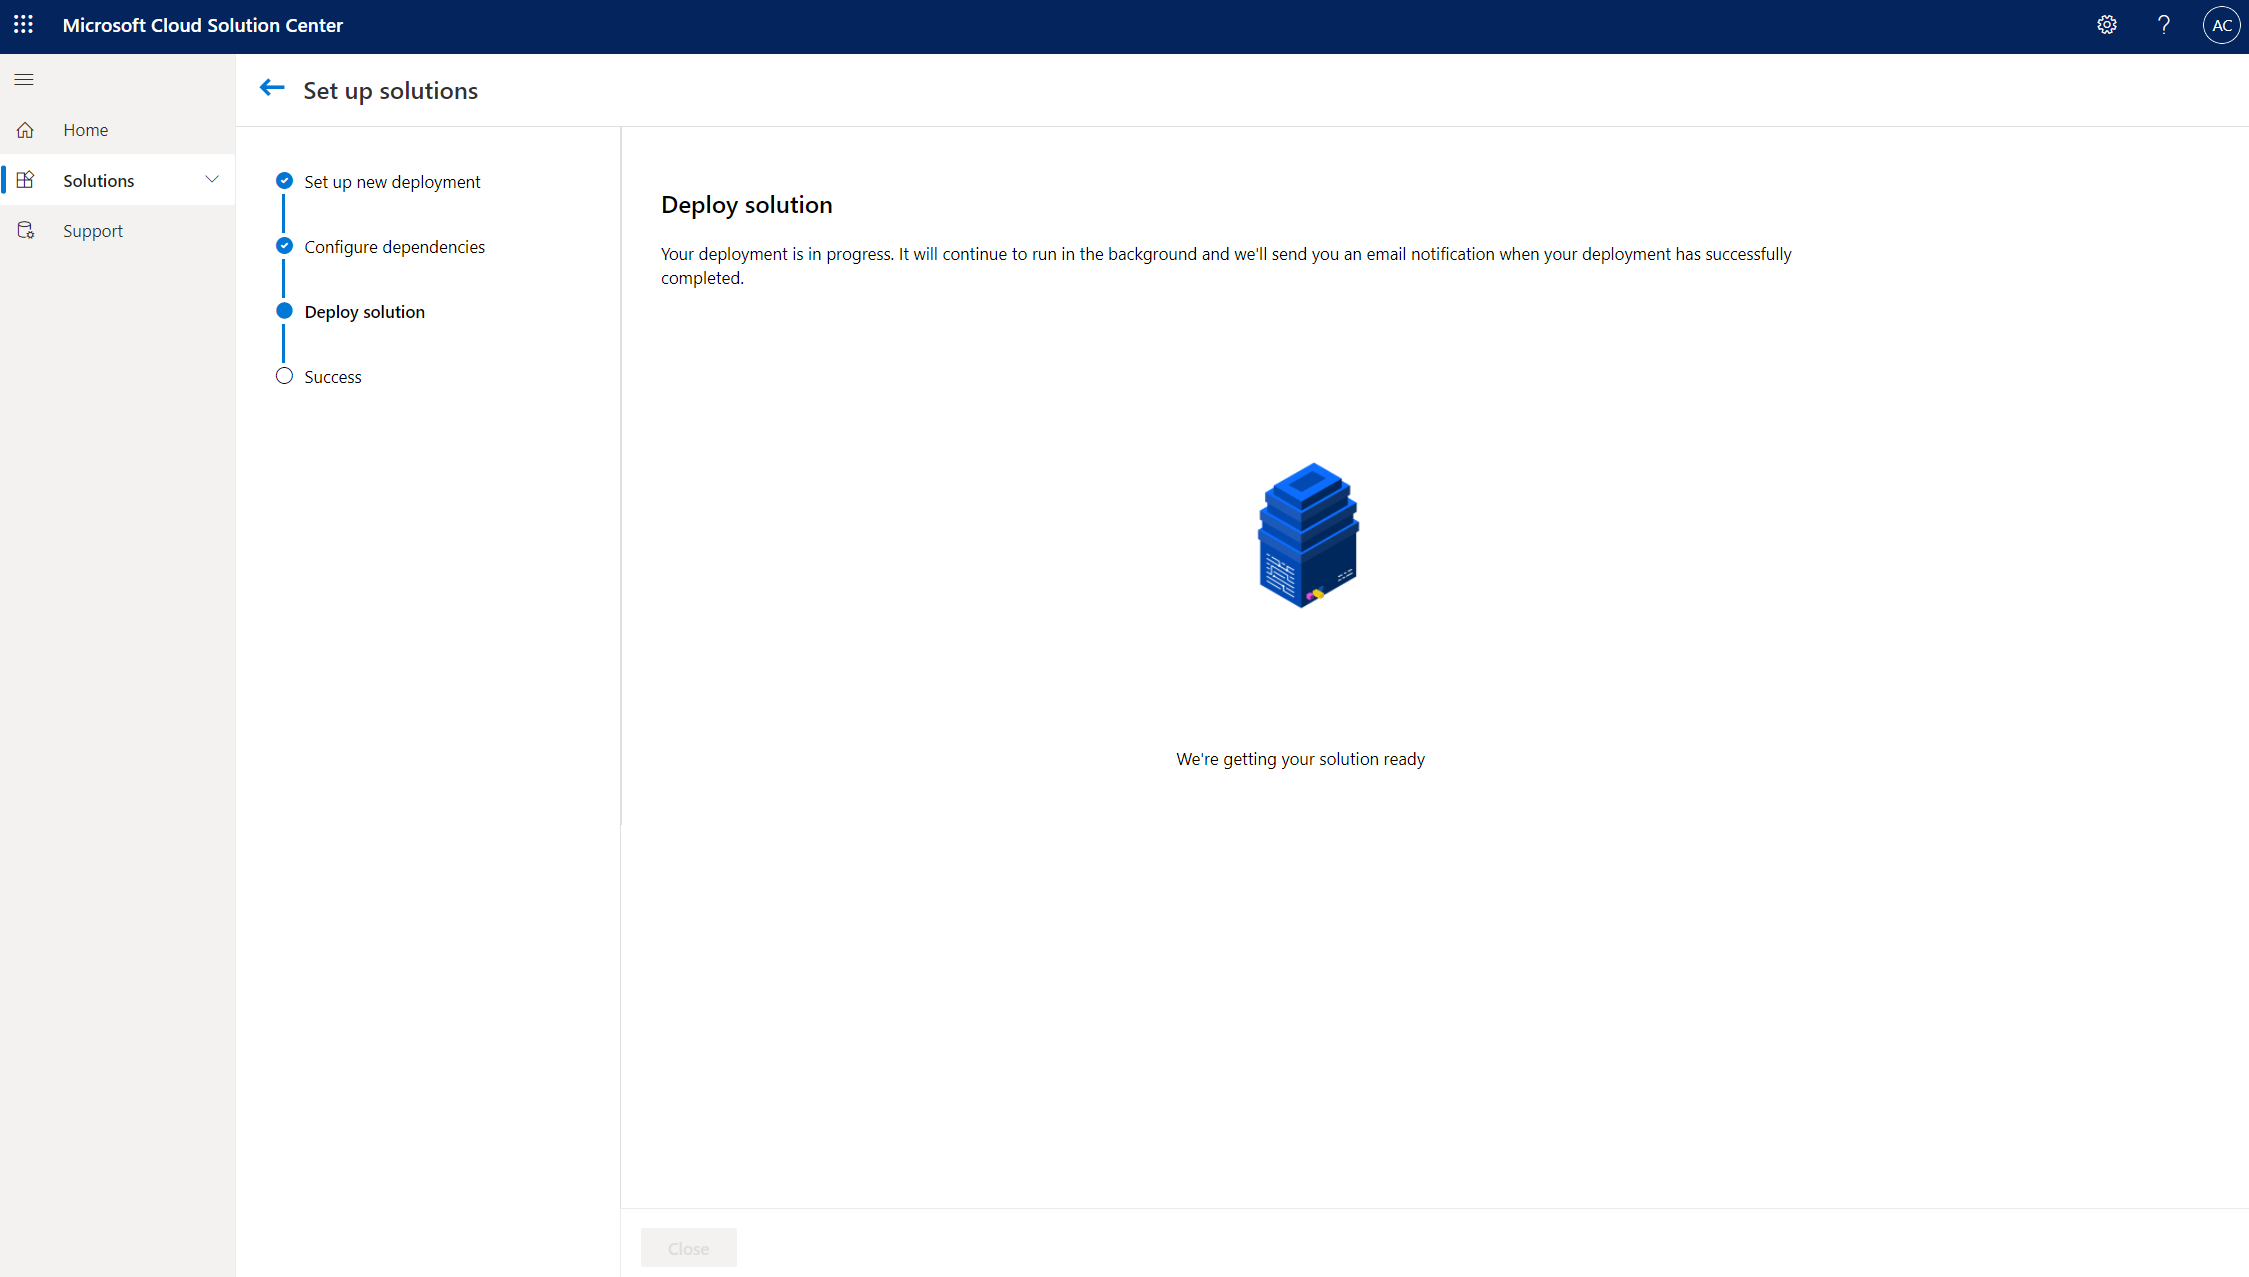 Microsoft Cloud Solution Center
?
AC
Set up solutions
Home
Solutions
Support
Set up new deployment
Configure dependencies
Deploy solution
Success
Deploy solution
Your deployment is in progress. It will continue to run in the background and we'll send you an email notification when your deployment has successfully
completed.
We're getting your solution ready
Close